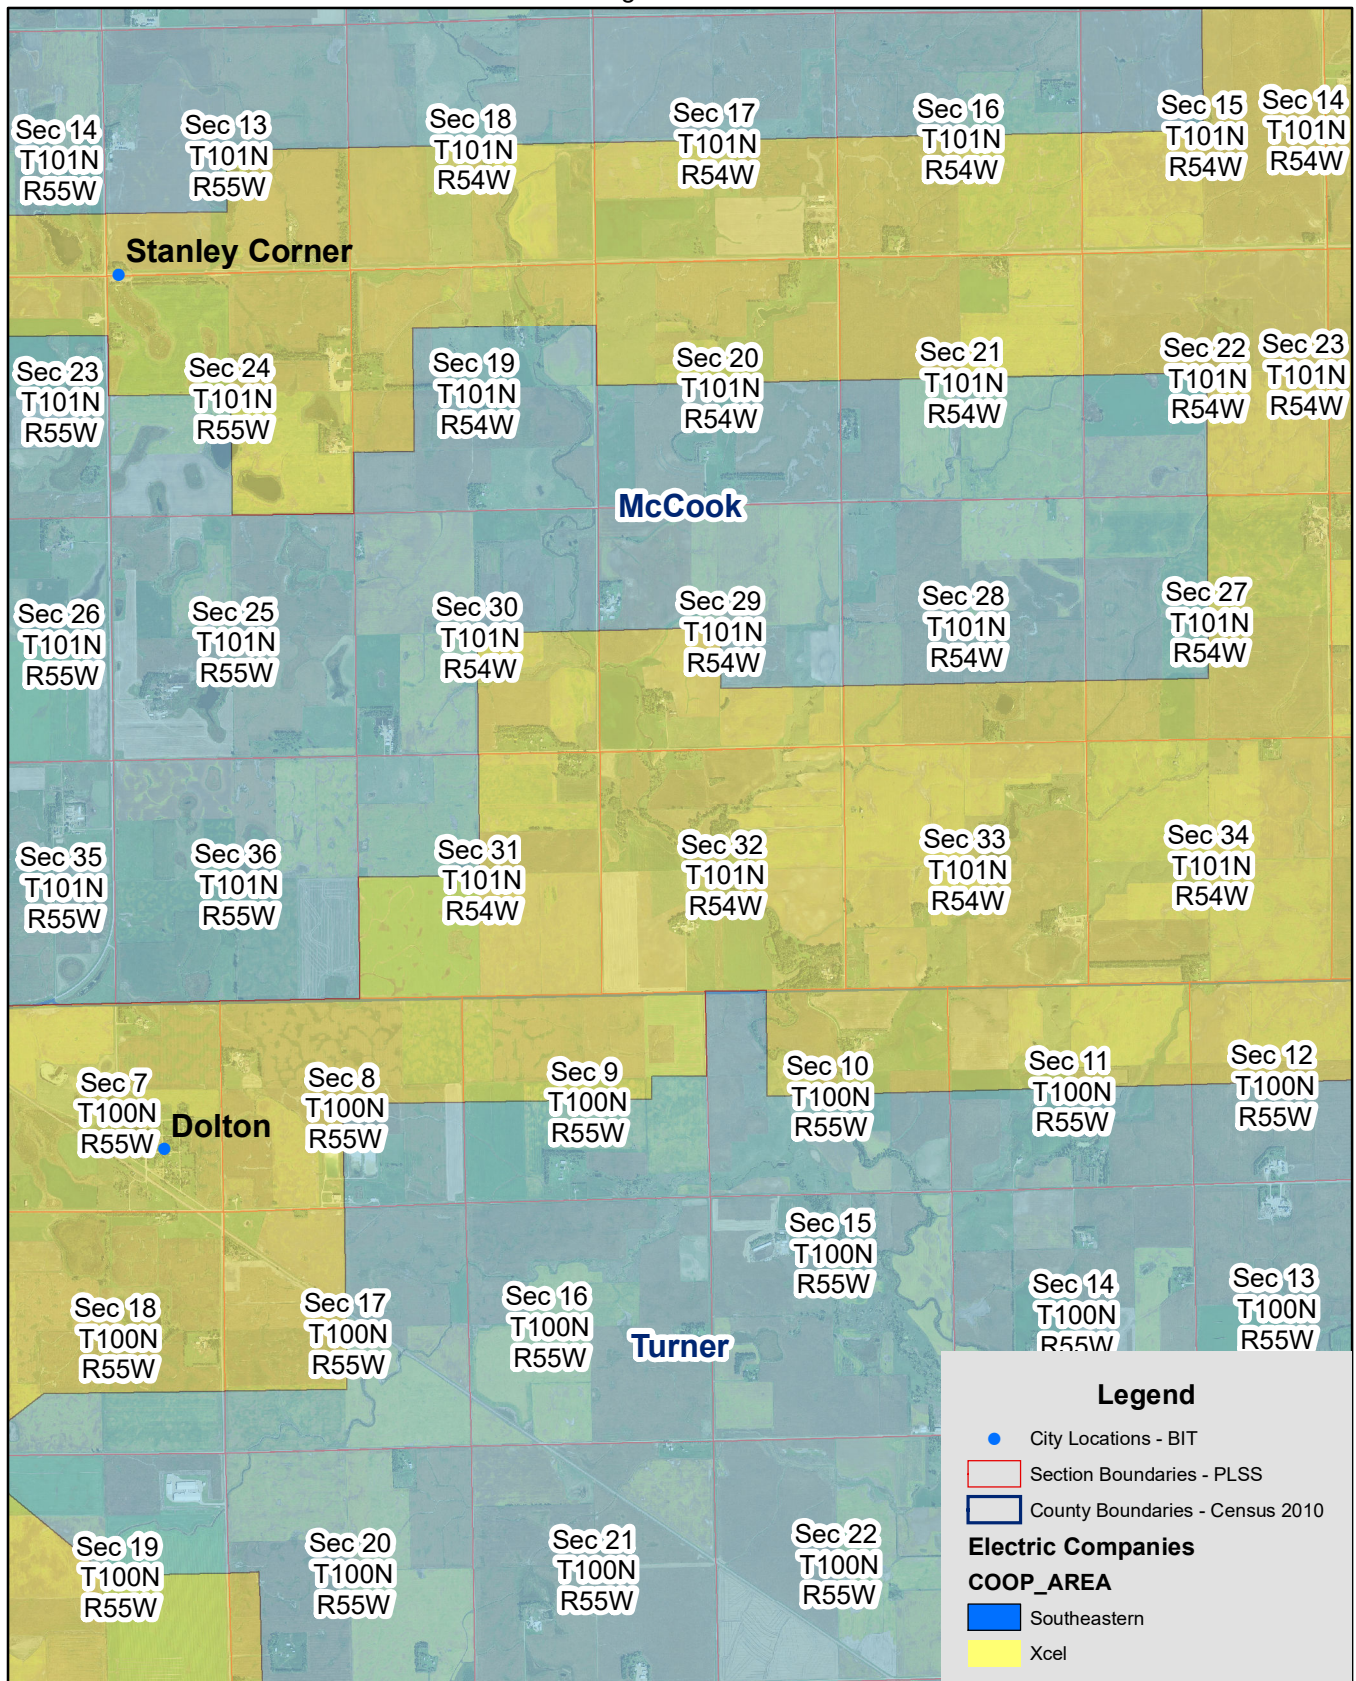 Sec 14
T101N
R55W
Sec 13
T101N
R55W
Sec 18
T101N
R54W
Sec 17
T101N
R54W
Sec 16
T101N
R54W
Sec 15
T101N
R54W
Sec 14
T101N
R54W
Stanley Corner
Sec 23
T101N
R55W
Sec 24
T101N
R55W
Sec 19
T101N
R54W
Sec 20
T101N
R54W
Sec 21
T101N
R54W
Sec 22
T101N
R54W
Sec 23
T101N
R54W
McCook
Sec 26
T101N
R55W
Sec 25
T101N
R55W
Sec 30
T101N
R54W
Sec 29
T101N
R54W
Sec 28
T101N
R54W
Sec 27
T101N
R54W
Sec 35
T101N
R55W
Sec 36
T101N
R55W
Sec 31
T101N
R54W
Sec 32
T101N
R54W
Sec 33
T101N
R54W
Sec 34
T101N
R54W
Sec 7
T100N
R55W
Dolton
Sec 8
T100N
R55W
Sec 9
T100N
R55W
Sec 10
T100N
R55W
Sec 11
T100N
R55W
Sec 12
T100N
R55W
Sec 18
T100N
R55W
Sec 17
T100N
R55W
Sec 16
T100N
R55W
Sec 15
T100N
R55W
Sec 14
T100N
R55W
Sec 13
T100N
R55W
Turner
Sec 19
T100N
R55W
Sec 20
T100N
R55W
Sec 21
T100N
R55W
Sec 22
T100N
R55W
Legend
City Locations - BIT
Section Boundaries - PLSS
County Boundaries - Census 2010
Electric Companies
COOP_AREA
Southeastern
Xcel